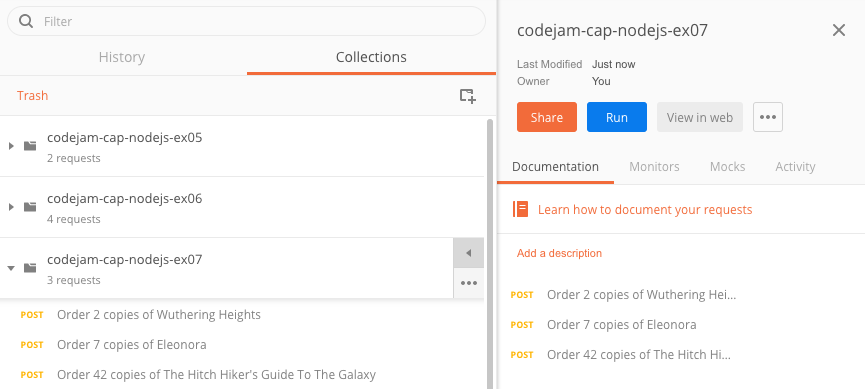 Filter
History
Collections
Trash
codejam-cap-nodejs-ex05
2 requests
codejam-cap-nodejs-ex06
4 requests
codejam-cap-nodejs-ex07
3 requests
POST Order 2 copies of Wuthering Heights
POST Order 7 copies of Eleonora
POST Order 42 copies of The Hitch Hiker's Guide To The Galaxy
codejam-cap-nodejs-ex07
Last Modified Just now
Owner You
Share
Run
View in web
Documentation
Monitors
Mocks
Activity
Learn how to document your requests
Add a description
POST Order 2 copies of Wuthering Hei...
POST Order 7 copies of Eleonora
POST Order 42 copies of The Hitch Hi...